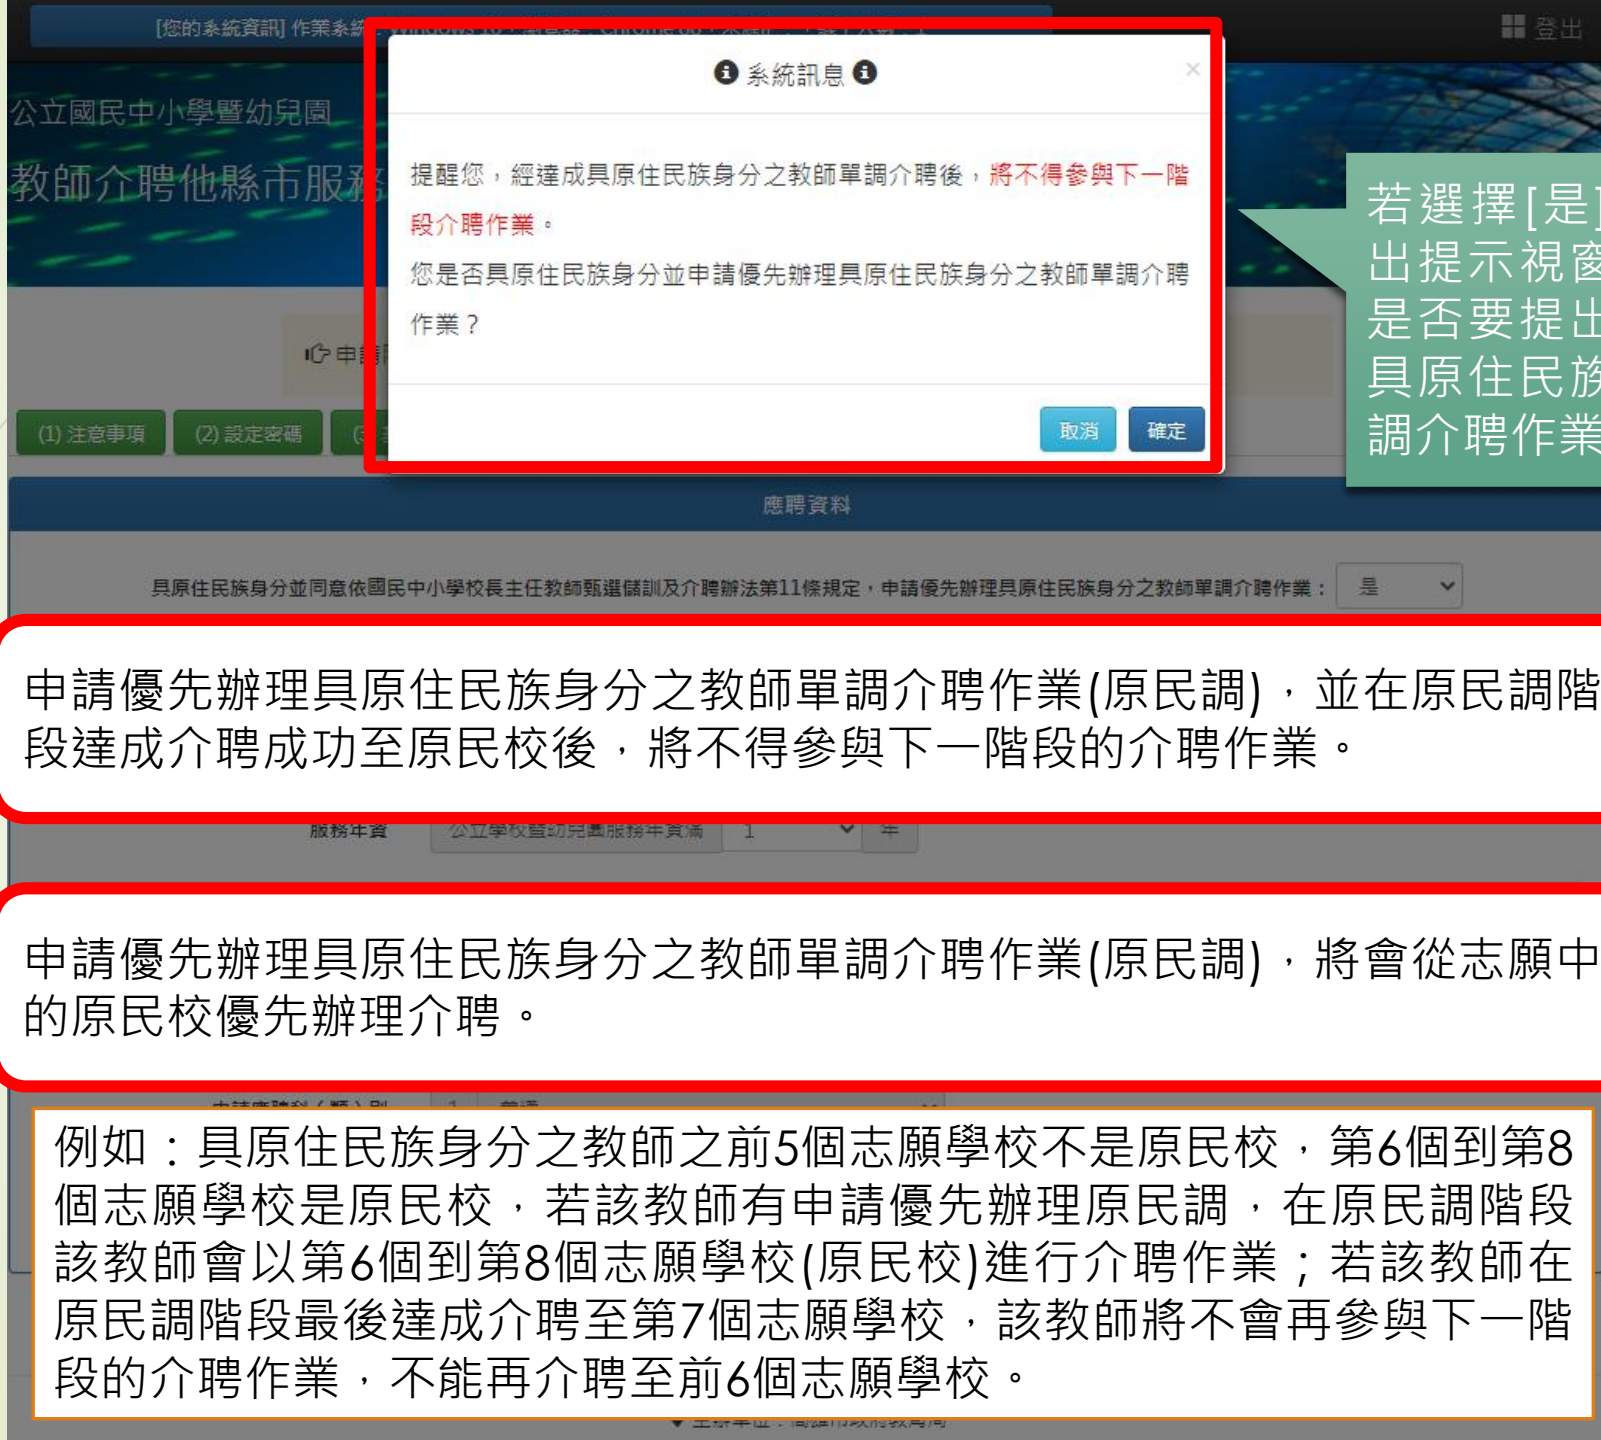 [您的系統資訊] 作業系統
登出
公立國民中小學暨幼兒園
教師介聘他縣市服務
系統訊息
×
提醒您，經達成具原住民族身分之教師單調介聘後，將不得參與下一階
段介聘作業。
您是否具原住民族身分並申請優先辦理具原住民族身分之教師單調介聘
作業？
取消
確定
若選擇[是]
出提示視窗
是否要提出
具原住民族
調介聘作業
申請
(1) 注意事項
(2) 設定密碼
應聘資料
具原住民族身分並同意依國民中小學校長主任教師甄選儲訓及介聘辦法第11條規定，申請優先辦理具原住民族身分之教師單調介聘作業：
是
申請優先辦理具原住民族身分之教師單調介聘作業(原民調)，並在原民調階
段達成介聘成功至原民校後，將不得參與下一階段的介聘作業。
服務年資
公立學校暨幼兒園服務年資滿
1
年
申請優先辦理具原住民族身分之教師單調介聘作業(原民調)，將會從志願中
的原民校優先辦理介聘。
例如：具原住民族身分之教師之前5個志願學校不是原民校，第6個到第8
個志願學校是原民校，若該教師有申請優先辦理原民調，在原民調階段
該教師會以第6個到第8個志願學校(原民校)進行介聘作業；若該教師在
原民調階段最後達成介聘至第7個志願學校，該教師將不會再參與下一階
段的介聘作業，不能再介聘至前6個志願學校。